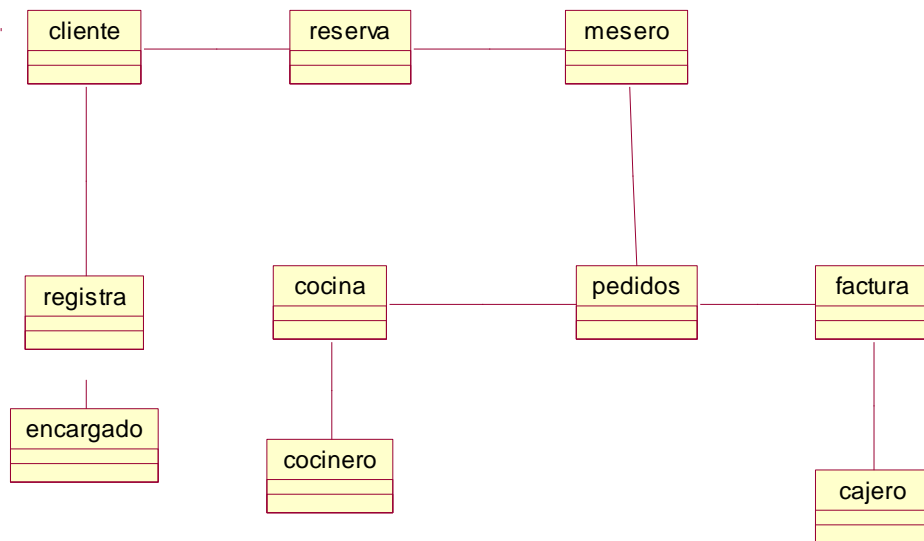 cliente
reserva
mesero
registra
cocina
pedidos
factura
encargado
cocinero
cajero